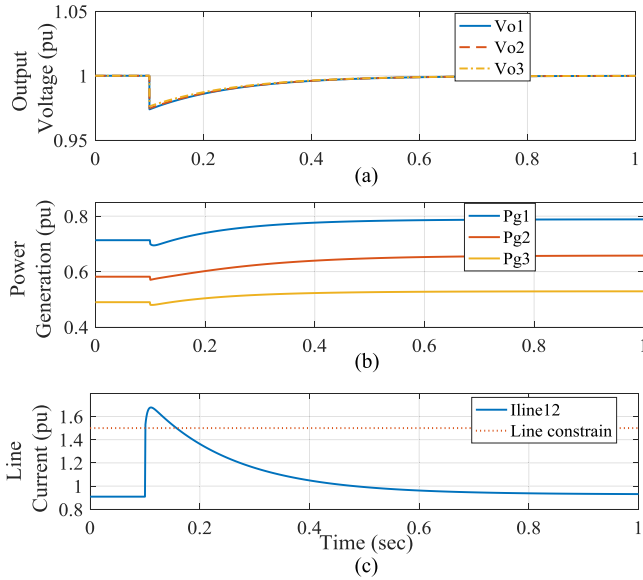 1.05
1
0.95
Output
Voltage (pu)
Vo1
Vo2
Vo3
0 0.2 0.4 0.6 0.8 1
(a)
0.8
0.6
0.4
Power
Generation (pu)
Pg1
Pg2
Pg3
0 0.2 0.4 0.6 0.8 1
(b)
1.6
1.4
1.2
1
0.8
Line
Current (pu)
Iline12
Line constrain
0 0.2 0.4 0.6 0.8 1
Time (sec)
(c)